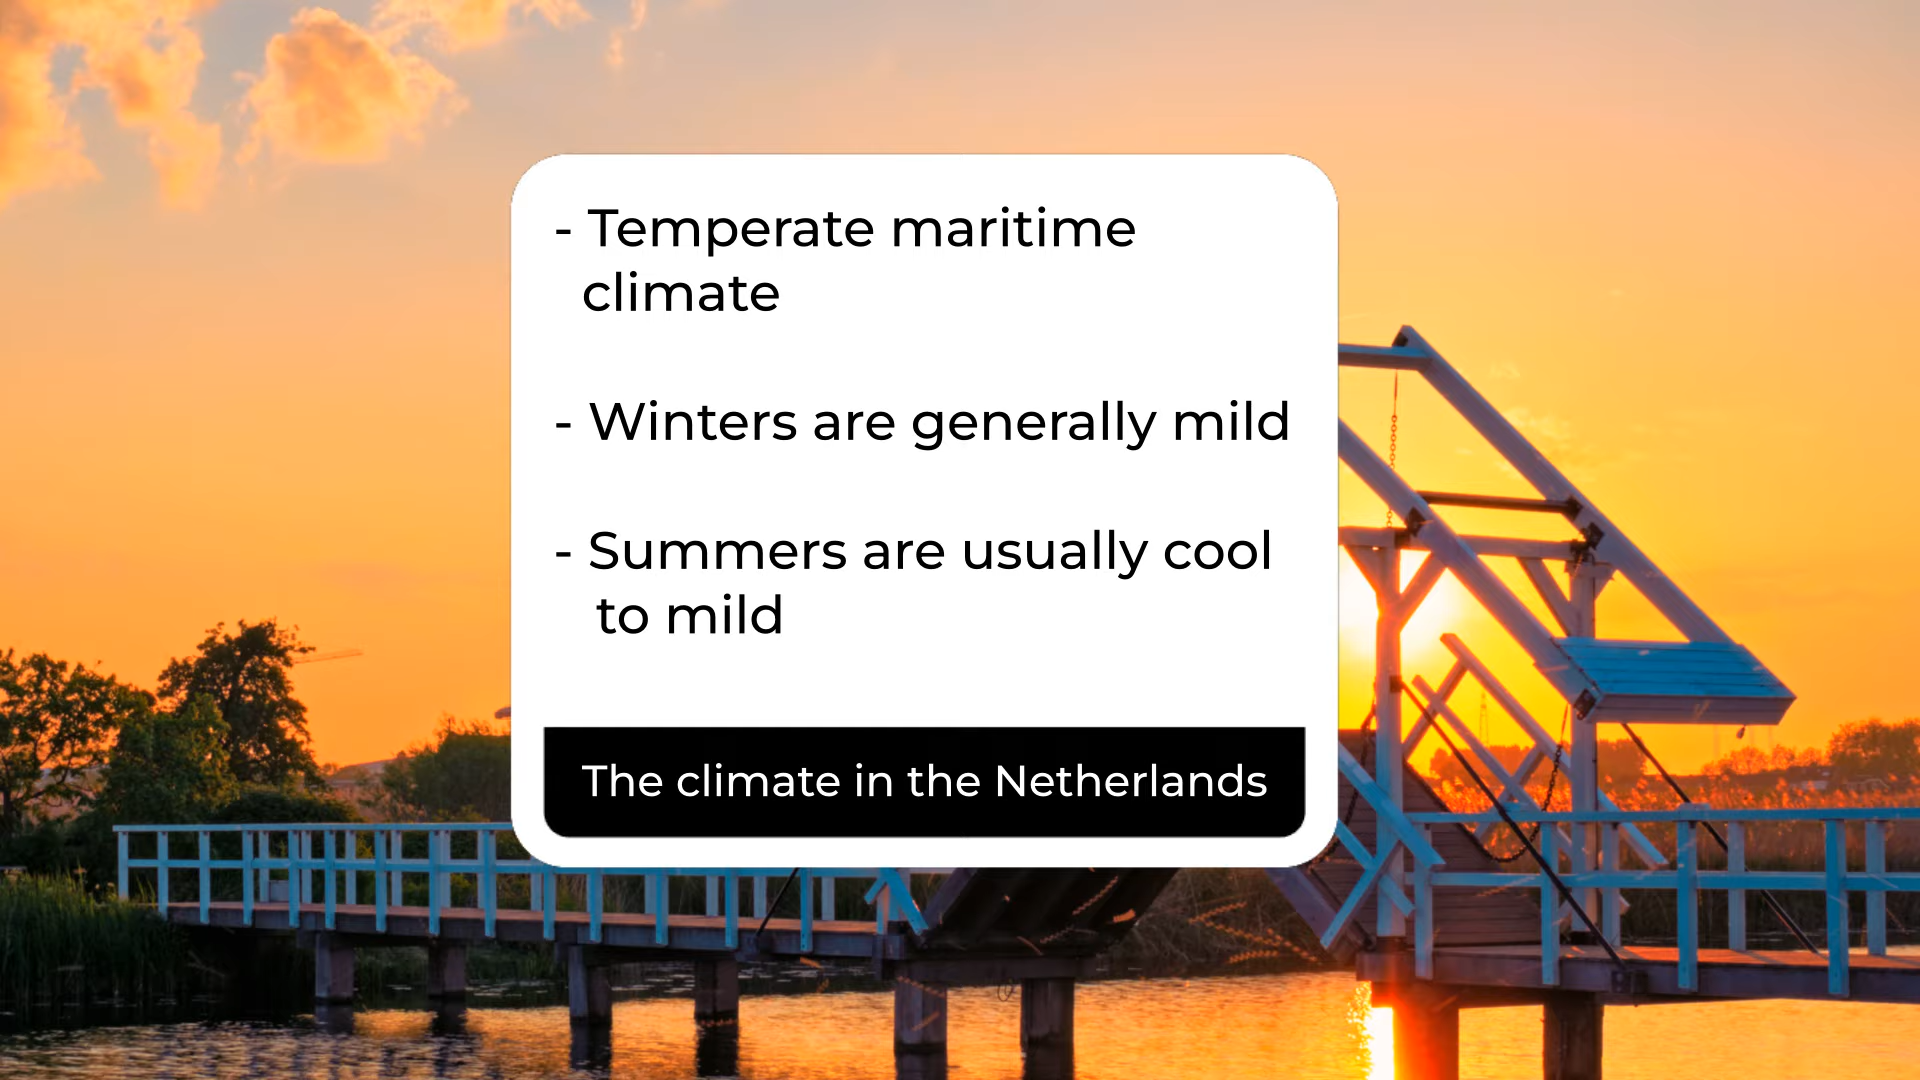 - Temperate maritime
climate
- Winters are generally mild
- Summers are usually cool
to mild
The climate in the Netherlands